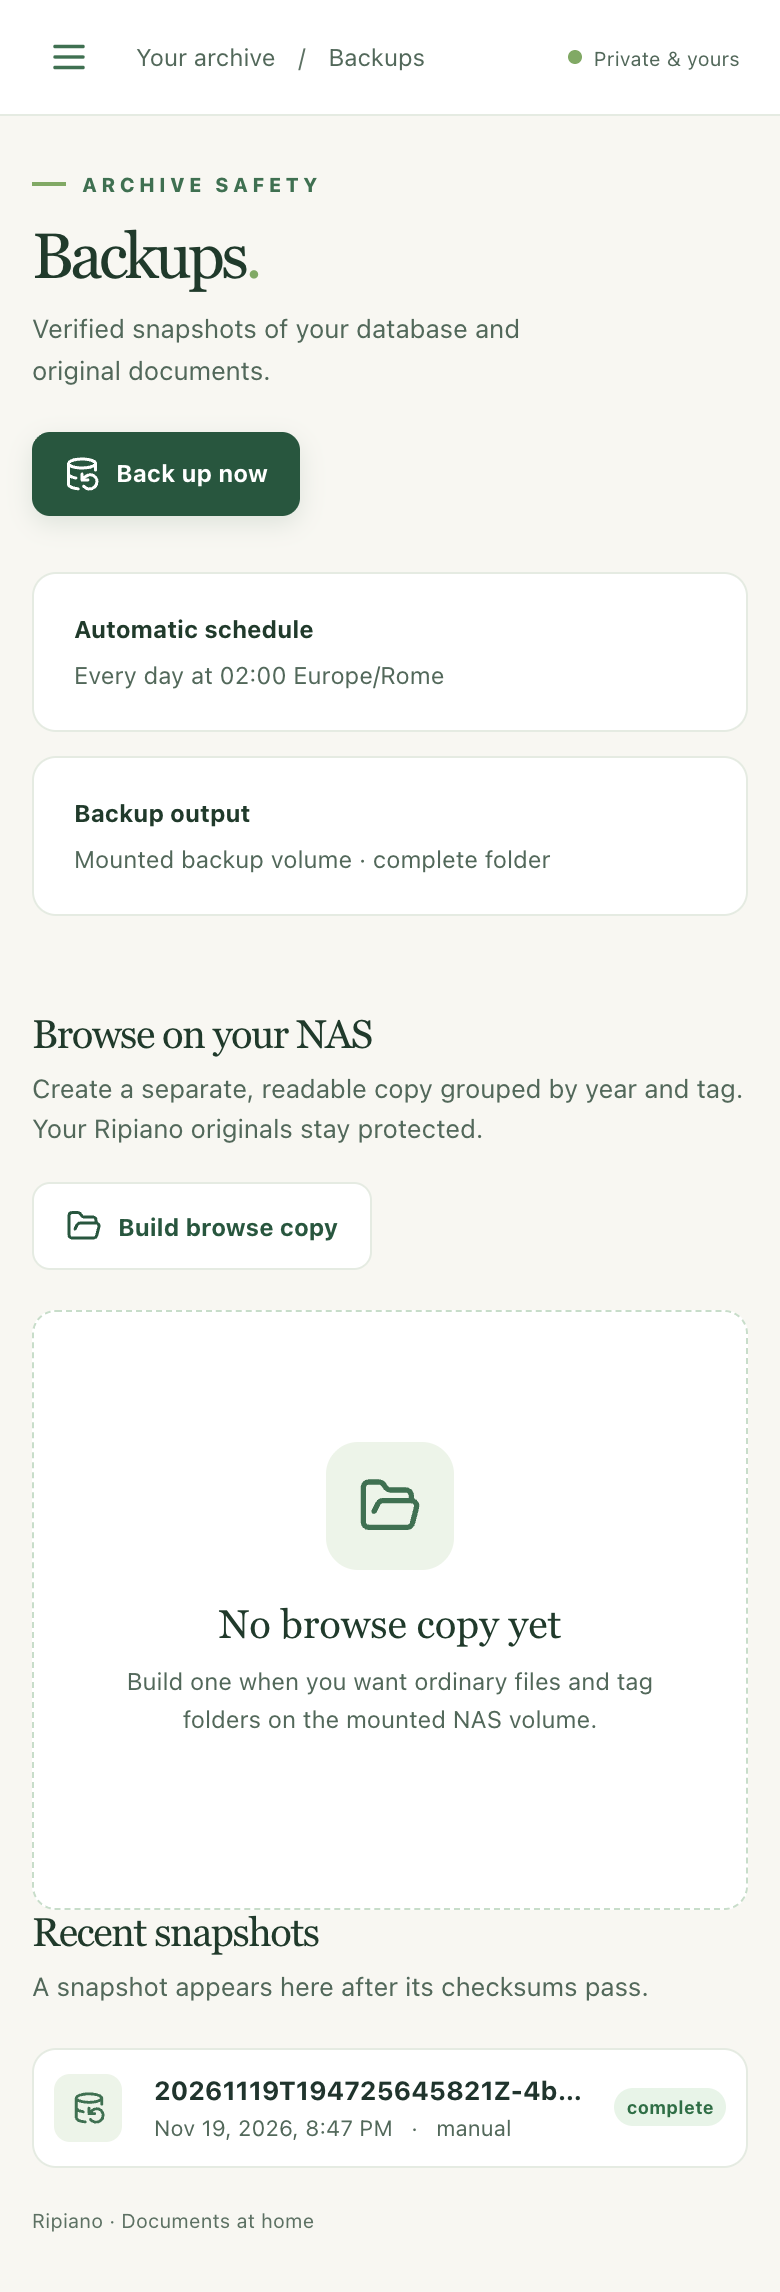 Your archive / Backups
Private & yours
ARCHIVE SAFETY
Backups.
Verified snapshots of your database and
original documents.
Back up now
Automatic schedule
Every day at 02:00 Europe/Rome
Backup output
Mounted backup volume · complete folder
Browse on your NAS
Create a separate, readable copy grouped by year and tag.
Your Ripiano originals stay protected.
Build browse copy
No browse copy yet
Build one when you want ordinary files and tag
folders on the mounted NAS volume.
Recent snapshots
A snapshot appears here after its checksums pass.
20261119T194725645821Z-4b...
complete
Nov 19, 2026, 8:47 PM · manual
Ripiano · Documents at home